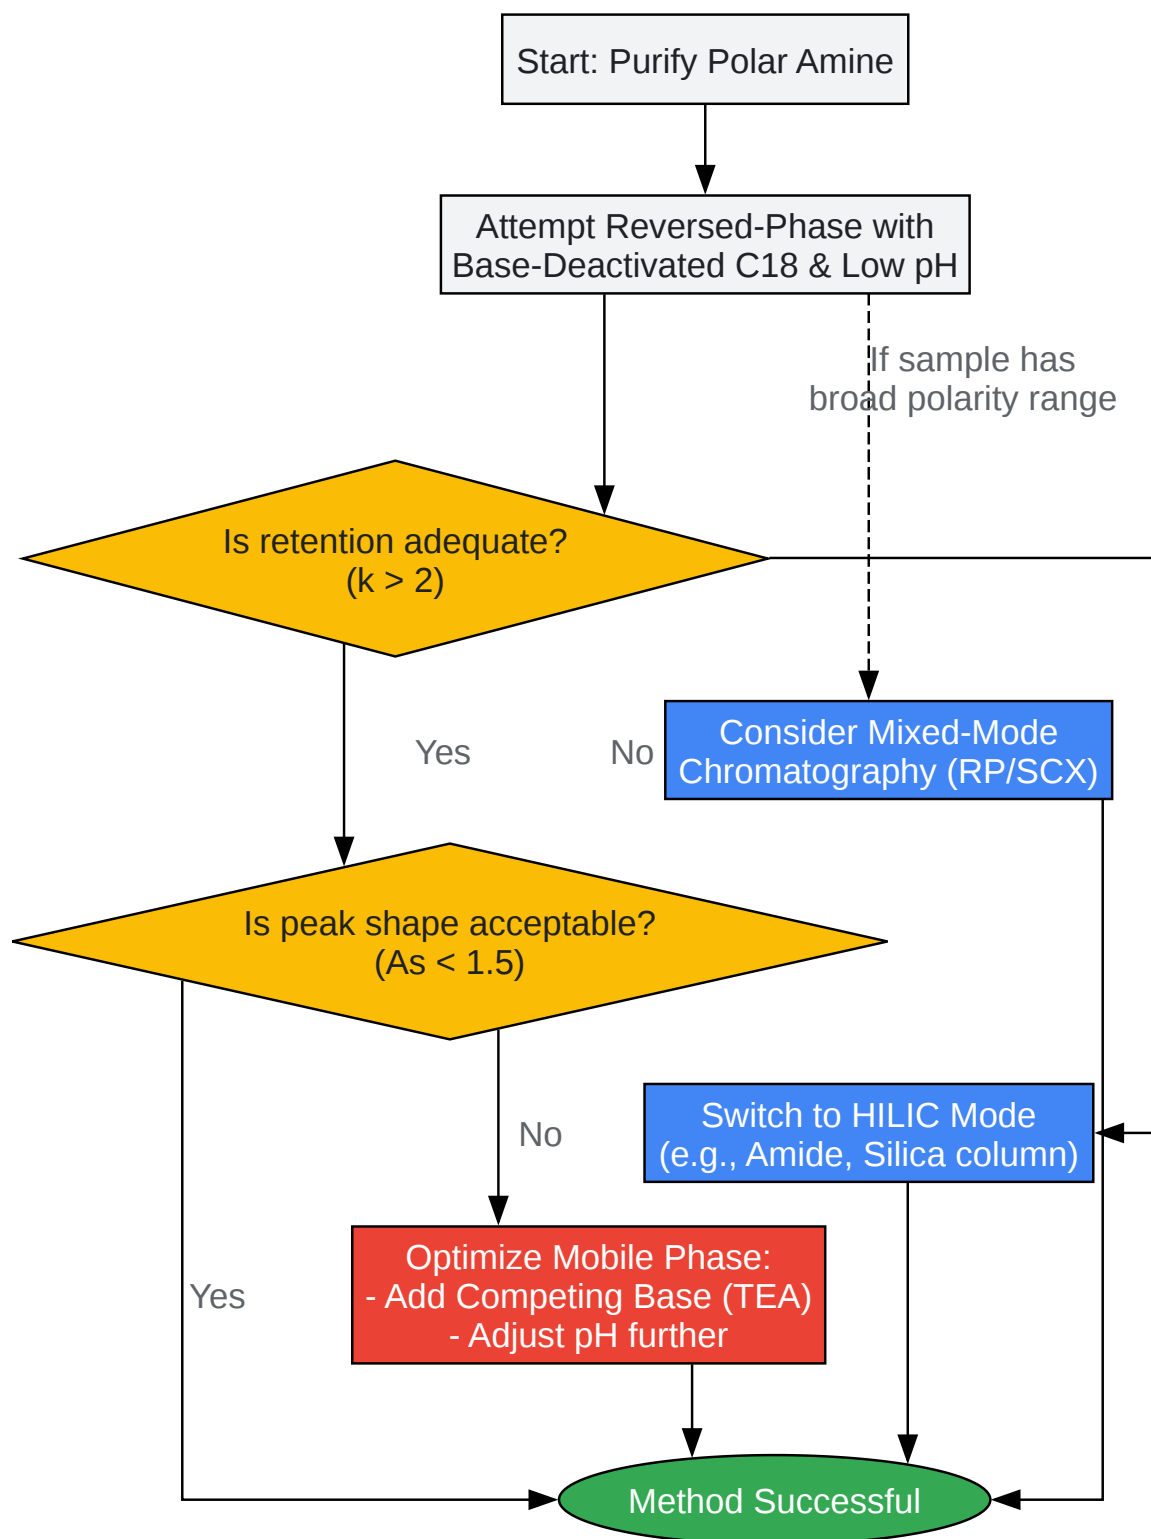 Start: Purify Polar Amine
Attempt Reversed-Phase with
Base-Deactivated C18 & Low pH
If sample has
broad polarity range
Is retention adequate?
(k > 2)
Yes
No
Consider Mixed-Mode
Chromatography (RP/SCX)
Is peak shape acceptable?
(As < 1.5)
No
Switch to HILIC Mode
(e.g., Amide, Silica column)
Yes
Optimize Mobile Phase:
- Add Competing Base (TEA)
- Adjust pH further
Method Successful